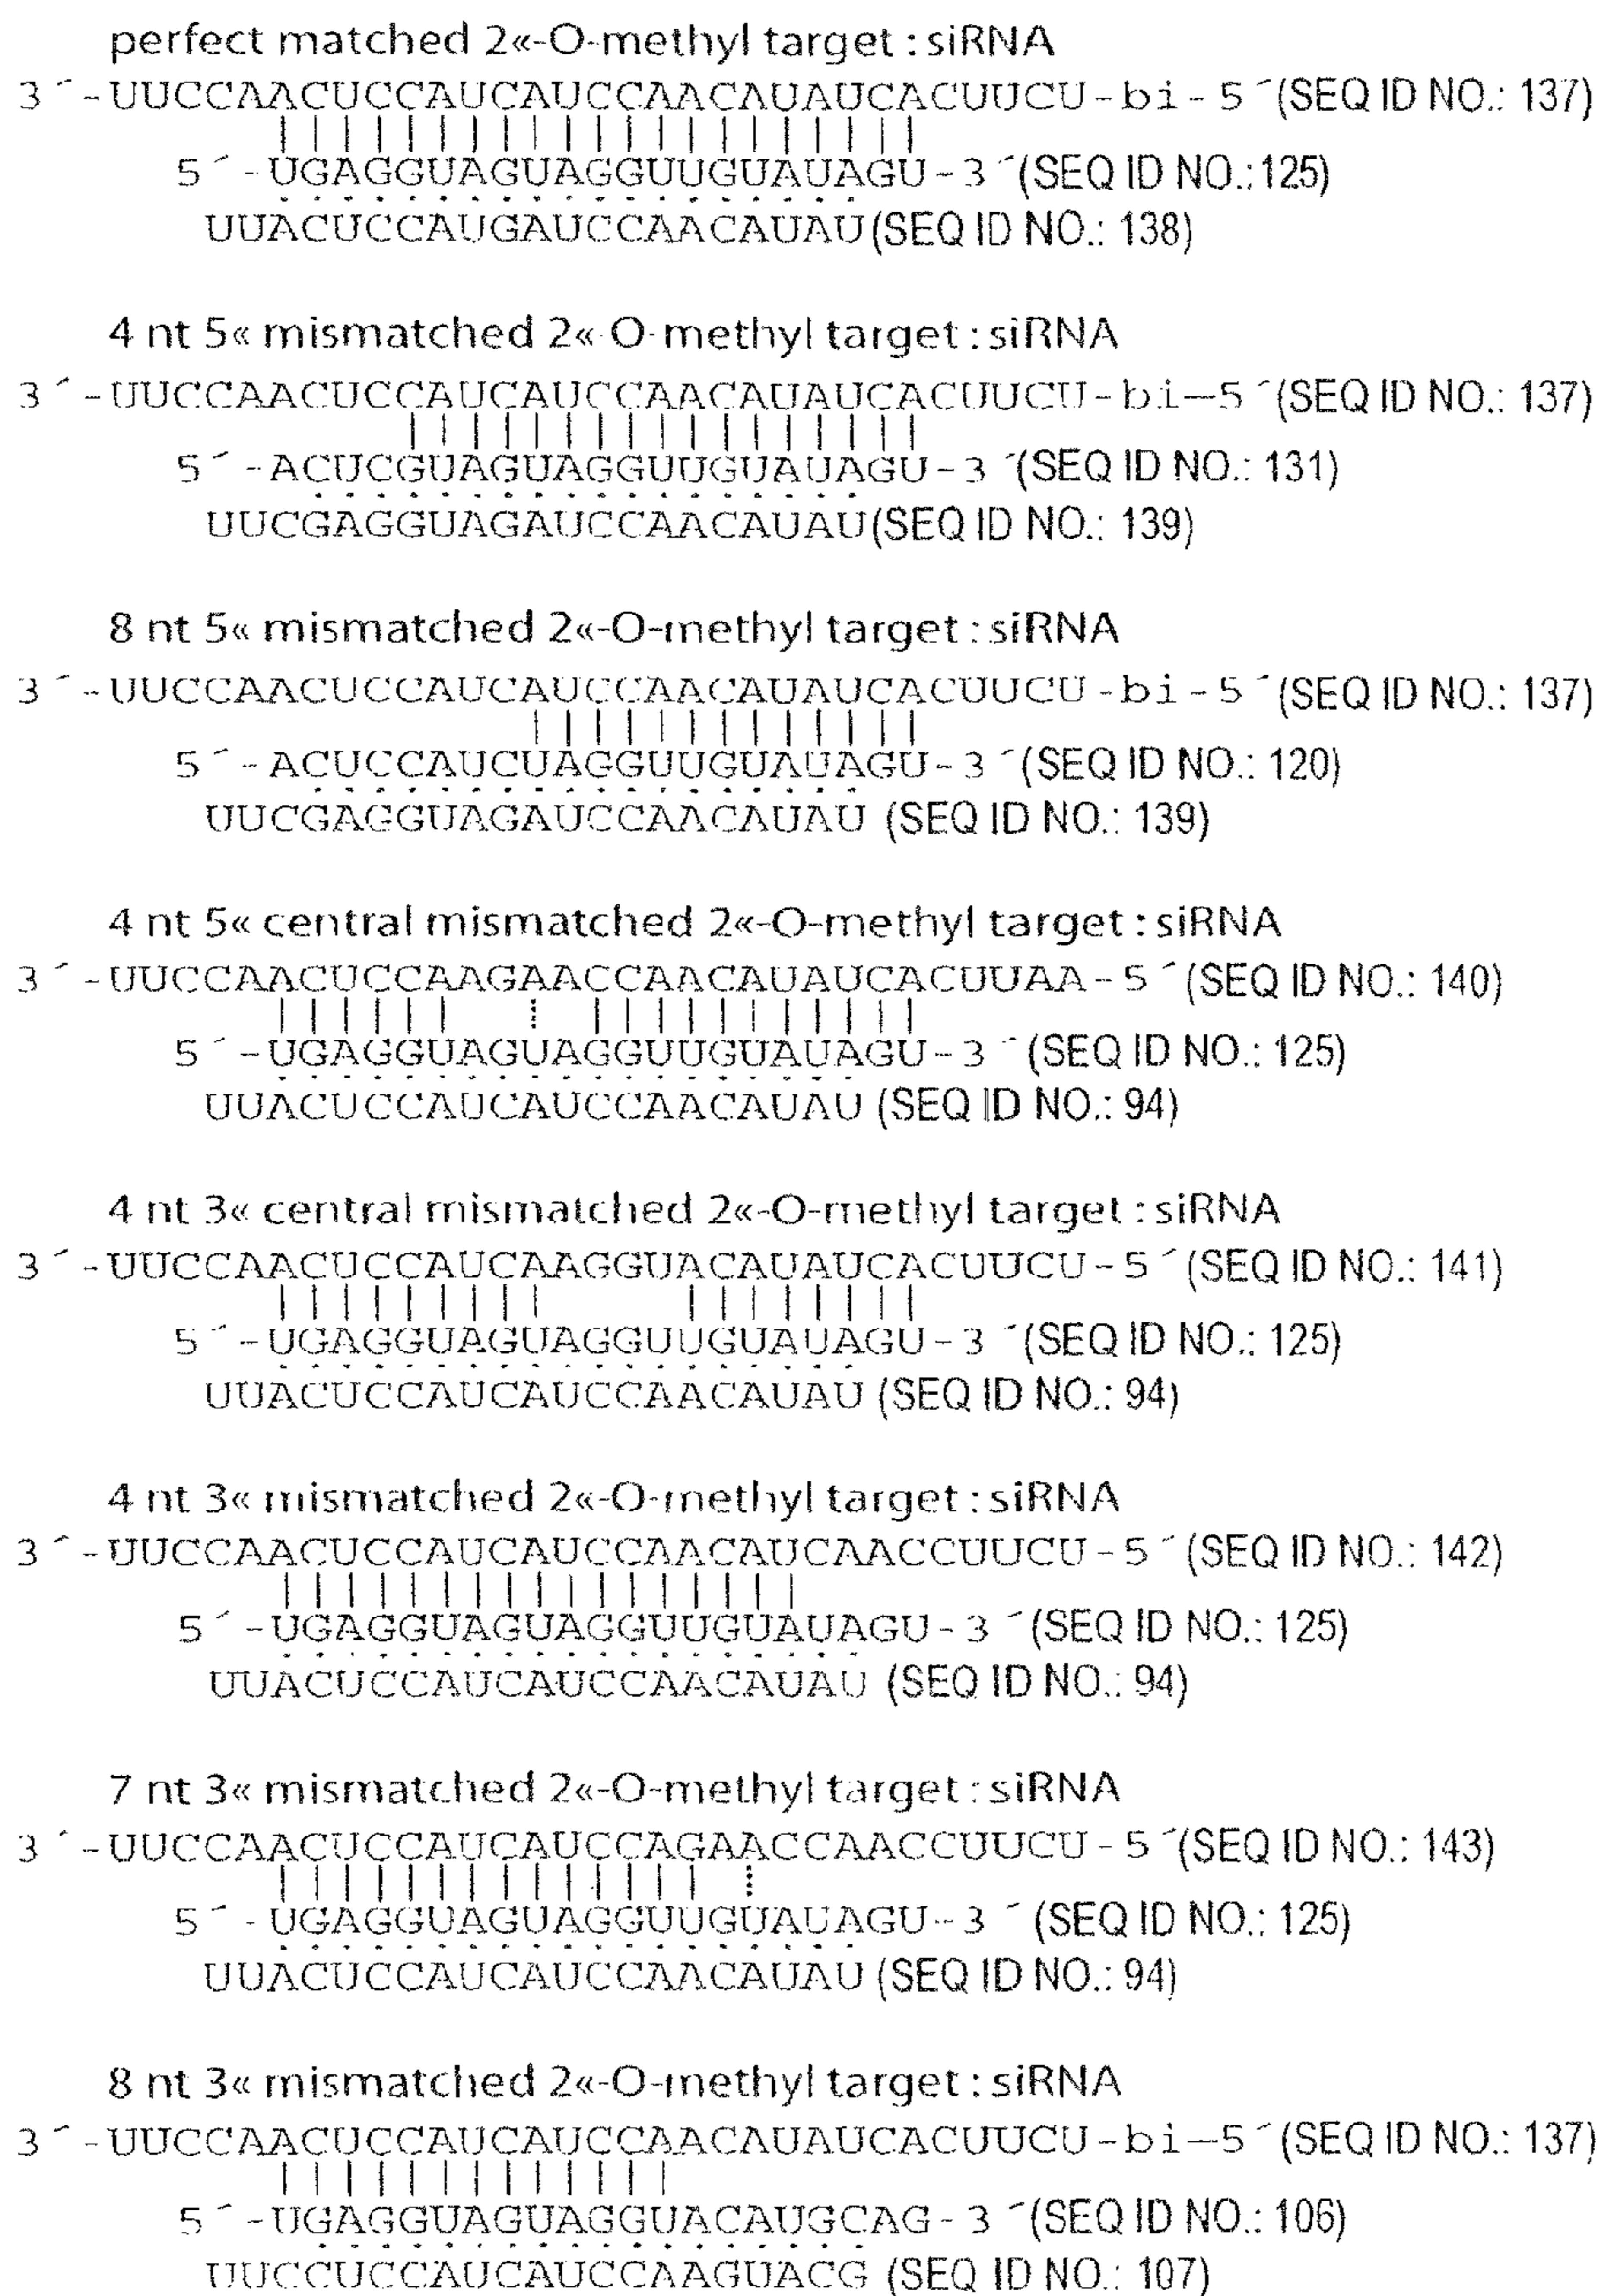 perfect matched 2«-O-methyl target : siRNA
3´-UUCCAACUCCAUCAUCCAACAUAUCACUUCU-bi-5´(SEQ ID NO.: 137)
5´-UGAGGUAGUAGGUUGUAUAGU-3´(SEQ ID NO.:125)
UUACUCCAUGAUCCAACAUAU(SEQ ID NO.: 138)
4 nt 5« mismatched 2«-O-methyl target : siRNA
3´-UUCCAACUCCAUCAUCCAACAUAUCACUUCU-bi-5´(SEQ ID NO.: 137)
5´-ACUCGUAGUAGGUUGUAUAGU-3´(SEQ ID NO.: 131)
UUCGAGGUAGAUCCAACAUAU(SEQ ID NO.: 139)
8 nt 5« mismatched 2«-O-methyl target : siRNA
3´-UUCCAACUCCAUCAUCCAACAUAUCACUUCU-bi-5´(SEQ ID NO.: 137)
5´-ACUCCAUCUAGGUUGUAUAGU-3´(SEQ ID NO.: 120)
UUCGAGGUAGAUCCAACAUAU (SEQ ID NO.: 139)
4 nt 5« central mismatched 2«-O-methyl target : siRNA
3´-UUCCAACUCCAAGAACCAACAUAUCACUUAA-5´(SEQ ID NO.: 140)
5´-UGAGGUAGUAGGUUGUAUAGU-3´(SEQ ID NO.: 125)
UUACUCCAUCAUCCAACAUAU (SEQ ID NO.: 94)
4 nt 3« central mismatched 2«-O-methyl target : siRNA
3´-UUCCAACUCCAUCAAGGUACAUAUCACUUCU-5´(SEQ ID NO.: 141)
5´-UGAGGUAGUAGGUUGUAUAGU-3´(SEQ ID NO.: 125)
UUACUCCAUCAUCCAACAUAU (SEQ ID NO.: 94)
4 nt 3« mismatched 2«-O-methyl target : siRNA
3´-UUCCAACUCCAUCAUCCAACAUCAACCUUCU-5´(SEQ ID NO.: 142)
5´-UGAGGUAGUAGGUUGUAUAGU-3´(SEQ ID NO.: 125)
UUACUCCAUCAUCCAACAUAU (SEQ ID NO.: 94)
7 nt 3« mismatched 2«-O-methyl target : siRNA
3´-UUCCAACUCCAUCAUCCAGAACCAACCUUCU-5´(SEQ ID NO.: 143)
5´-UGAGGUAGUAGGUUGUAUAGU-3´(SEQ ID NO.: 125)
UUACUCCAUCAUCCAACAUAU (SEQ ID NO.: 94)
8 nt 3« mismatched 2«-O-methyl target : siRNA
3´-UUCCAACUCCAUCAUCCAACAUAUCACUUCU-bi-5´(SEQ ID NO.: 137)
5´-UGAGGUAGUAGGUACAUGCAG-3´(SEQ ID NO.: 106)
UUCCUCCAUCAUCCAAGUACG (SEQ ID NO.: 107)